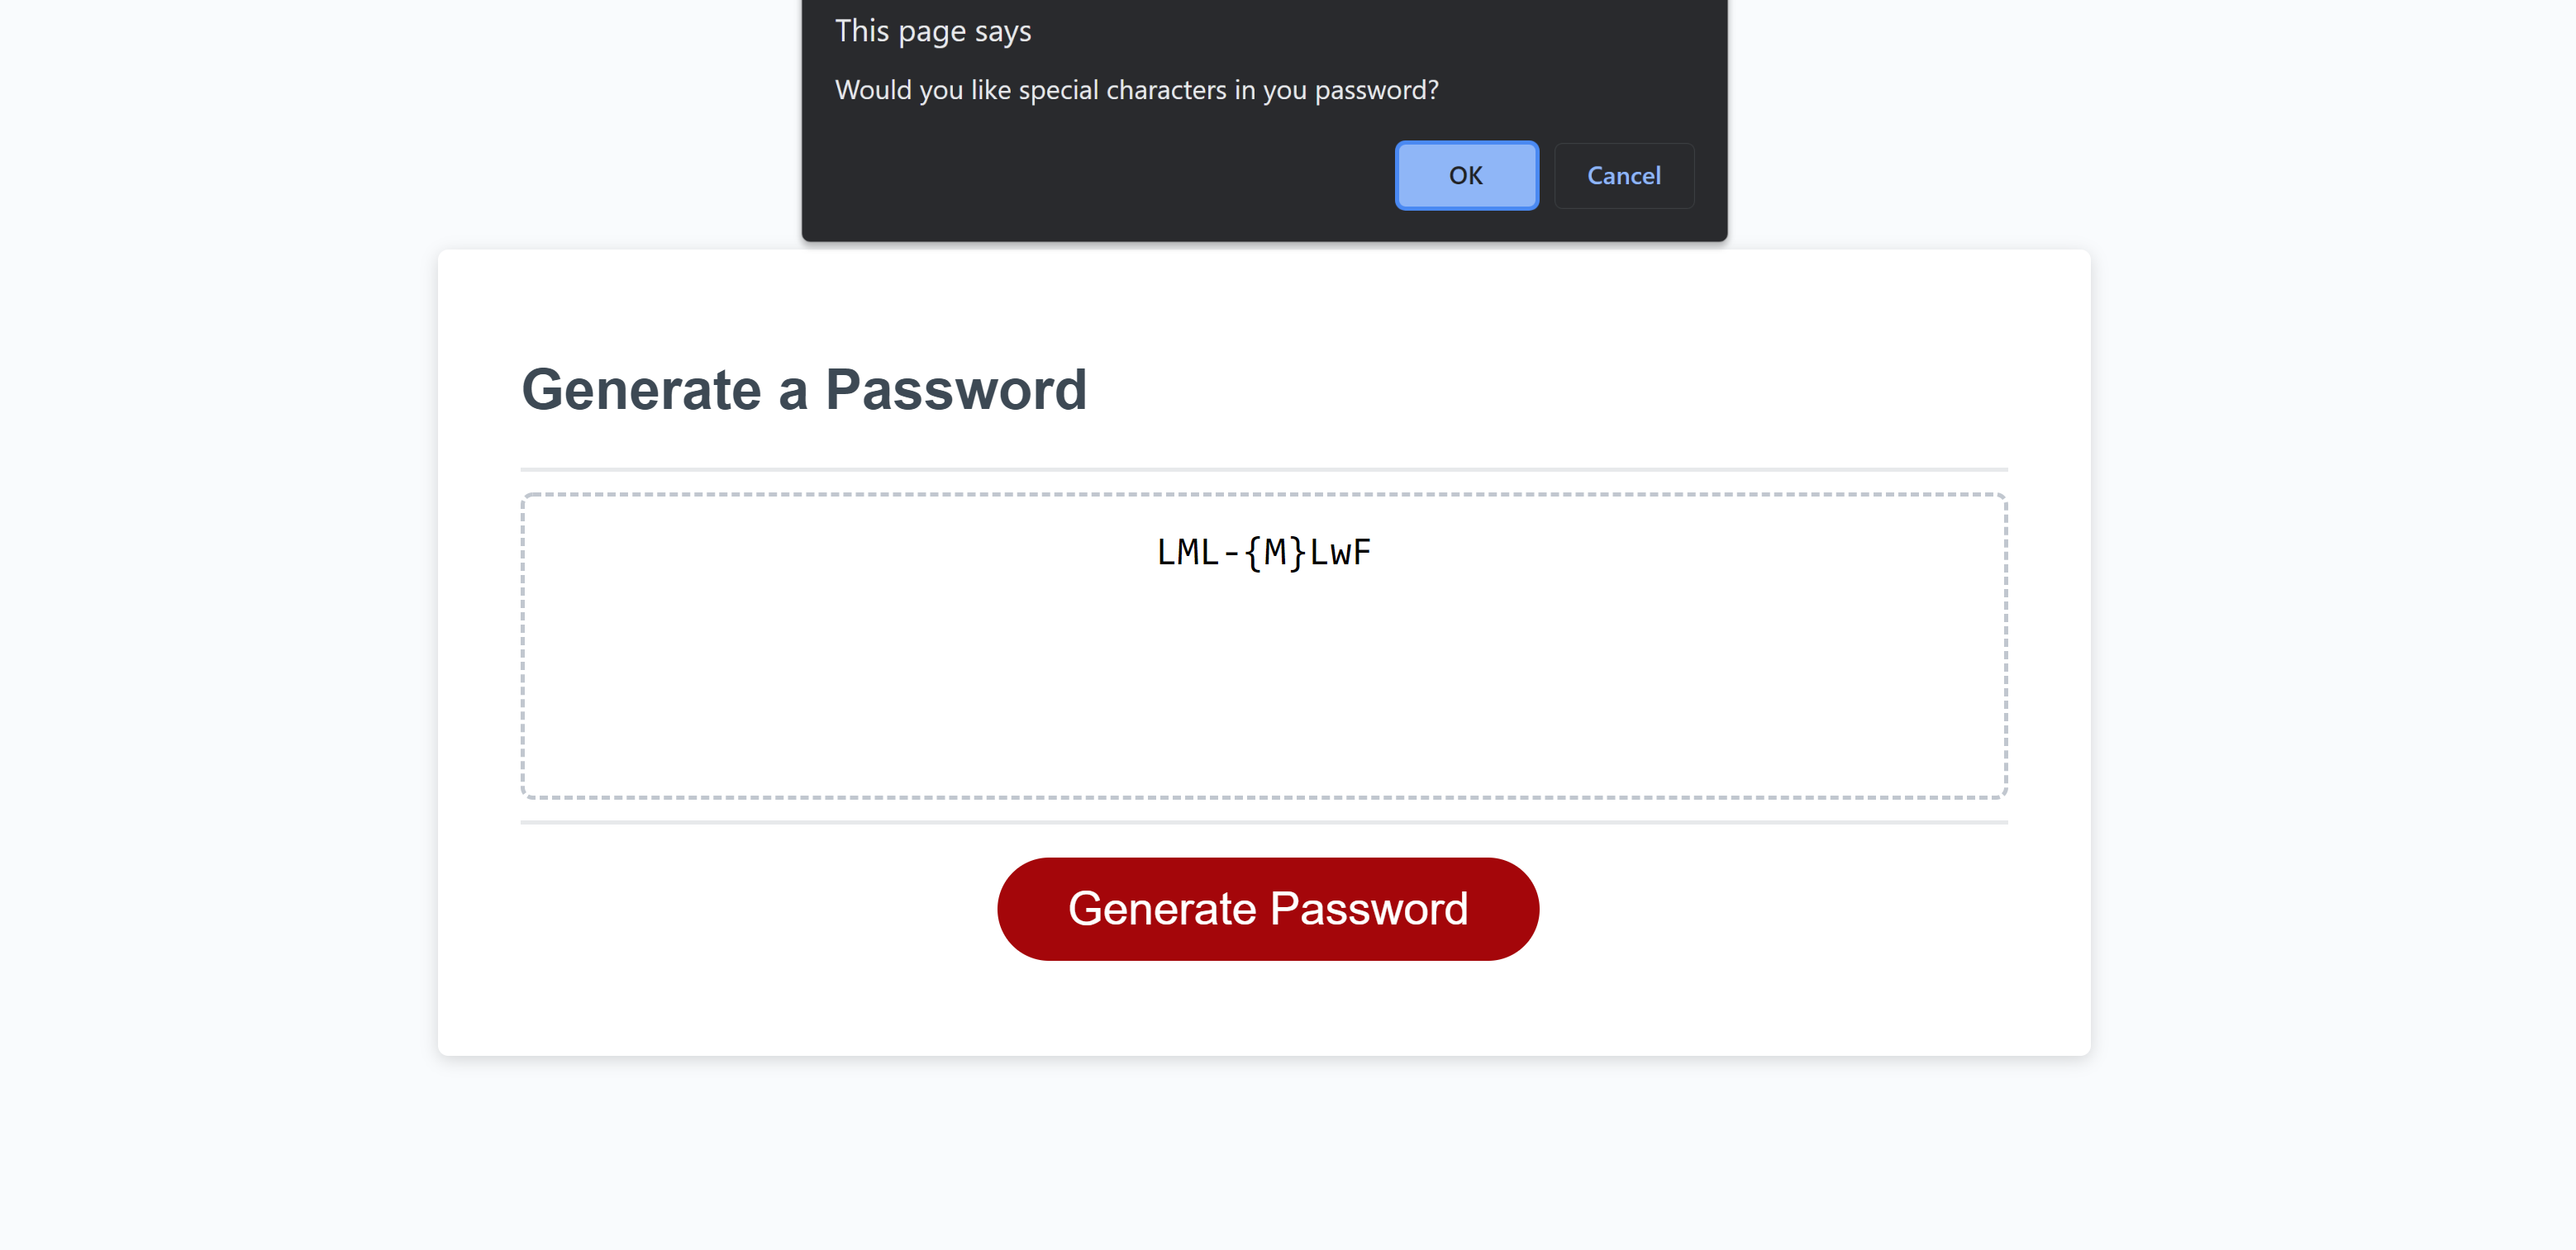 This page says
Would you like special characters in you password?
OK Cancel
Generate a Password
LML-{M}LwF
Generate Password